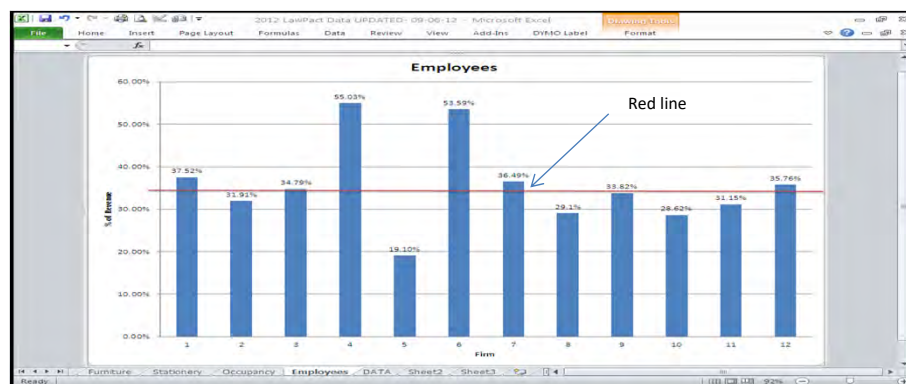 2012 LawPact Data UPDATED- 09-06-12 - Microsoft Excel
Drawing Tools
File Home Insert Page Layout Formulas Data Review View Add-Ins DYMO Label Format
fx
Employees
Red line
60.00%
50.00%
30.00%
20.00%
10.00%
0.00%
% of Revenue
37.52%
31.91%
34.79%
55.03%
19.10%
53.59%
36.49%
29.1%
33.82%
28.62%
31.15%
35.76%
1 2 3 4 5 6 7 8 9 10 11 12
Firm
Furniture Stationery Occupancy Employees DATA Sheet2 Sheet3
Ready
92%